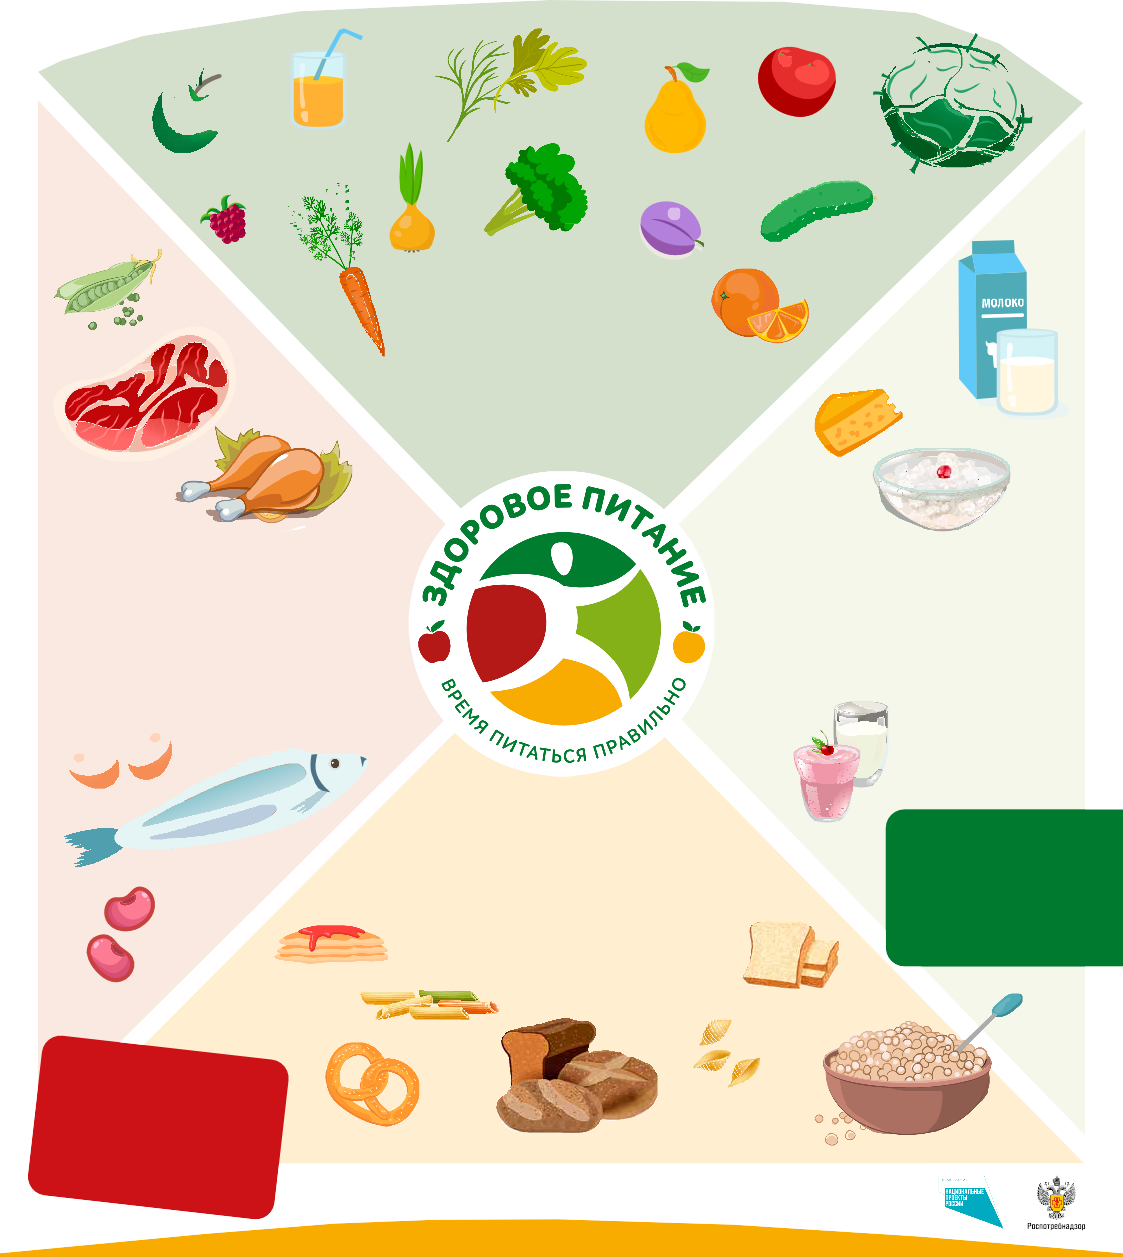 МОЛОКО
ЗДОРОВОЕ ПИТАНИЕ
ВРЕМЯ ПИТАТЬСЯ ПРАВИЛЬНО
НАЦИОНАЛЬНЫЕ
ПРОЕКТЫ
РОССИИ
Роспотребнадзор